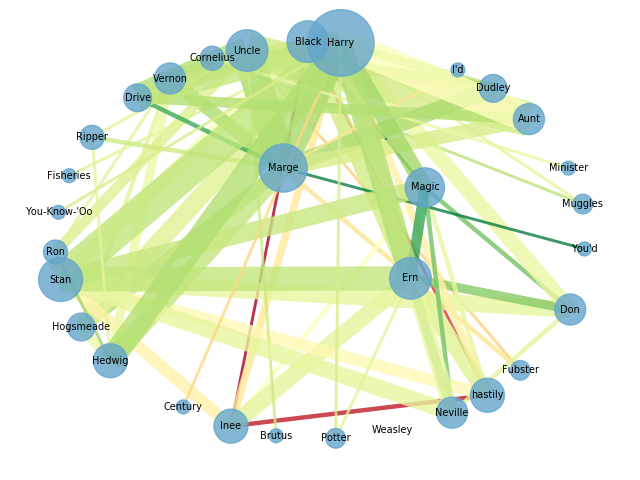 Black
Harry
Uncle
Cornelius
I'd
Vernon
Dudley
Drive
Aunt
Ripper
Marge
Minister
Fisheries
Magic
Muggles
You-Know-'Oo
You'd
Ron
Stan
Ern
Don
Hogsmeade
Hedwig
Fubster
hastily
Century
Neville
Inee
Weasley
Brutus
Potter